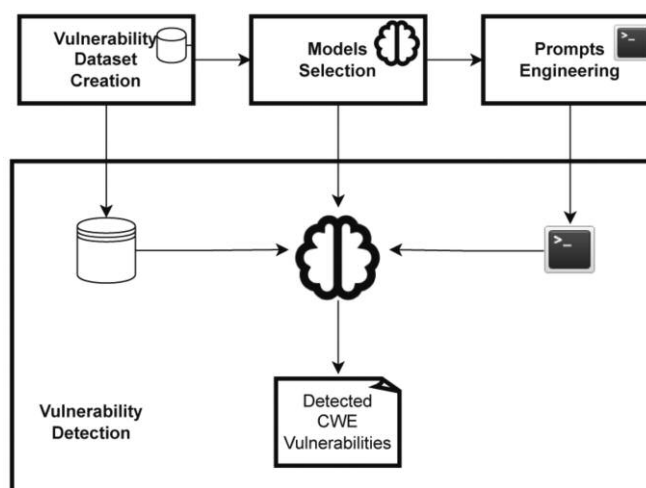 Vulnerability
Dataset
Creation
Models
Selection
Prompts
Engineering
>_
>_
Vulnerability
Detection
Detected
CWE
Vulnerabilities